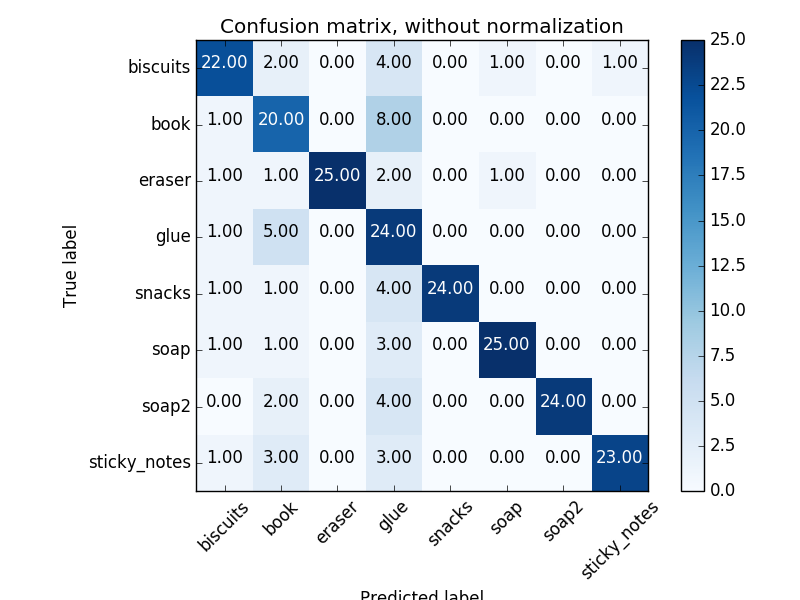 Confusion matrix, without normalization
True label
biscuits 22.00 2.00 0.00 4.00 0.00 1.00 0.00 1.00
book 1.00 20.00 0.00 8.00 0.00 0.00 0.00 0.00
eraser 1.00 1.00 25.00 2.00 0.00 1.00 0.00 0.00
glue 1.00 5.00 0.00 24.00 0.00 0.00 0.00 0.00
snacks 1.00 1.00 0.00 4.00 24.00 0.00 0.00 0.00
soap 1.00 1.00 0.00 3.00 0.00 25.00 0.00 0.00
soap2 0.00 2.00 0.00 4.00 0.00 0.00 24.00 0.00
sticky_notes 1.00 3.00 0.00 3.00 0.00 0.00 0.00 23.00
biscuits book eraser glue snacks soap soap2 sticky_notes
Predicted label
25.0
22.5
20.0
17.5
15.0
12.5
10.0
7.5
5.0
2.5
0.0